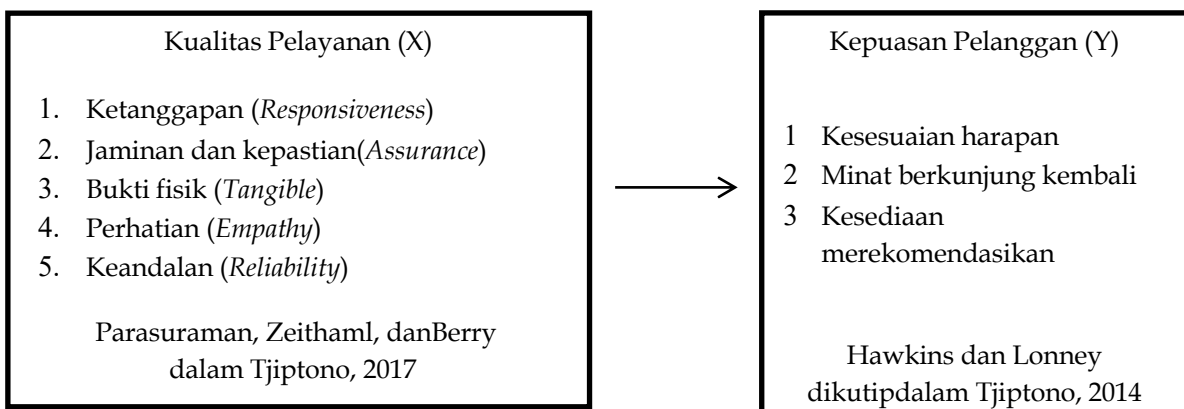 Kualitas Pelayanan (X)
1. Ketanggapan (Responsiveness)
2. Jaminan dan kepastian(Assurance)
3. Bukti fisik (Tangible)
4. Perhatian (Empathy)
5. Keandalan (Reliability)
Parasuraman, Zeithaml, danBerry
dalam Tjiptono, 2017
Kepuasan Pelanggan (Y)
1 Kesesuaian harapan
2 Minat berkunjung kembali
3 Kesediaan
merekomendasikan
Hawkins dan Lonney
dikutipdalam Tjiptono, 2014